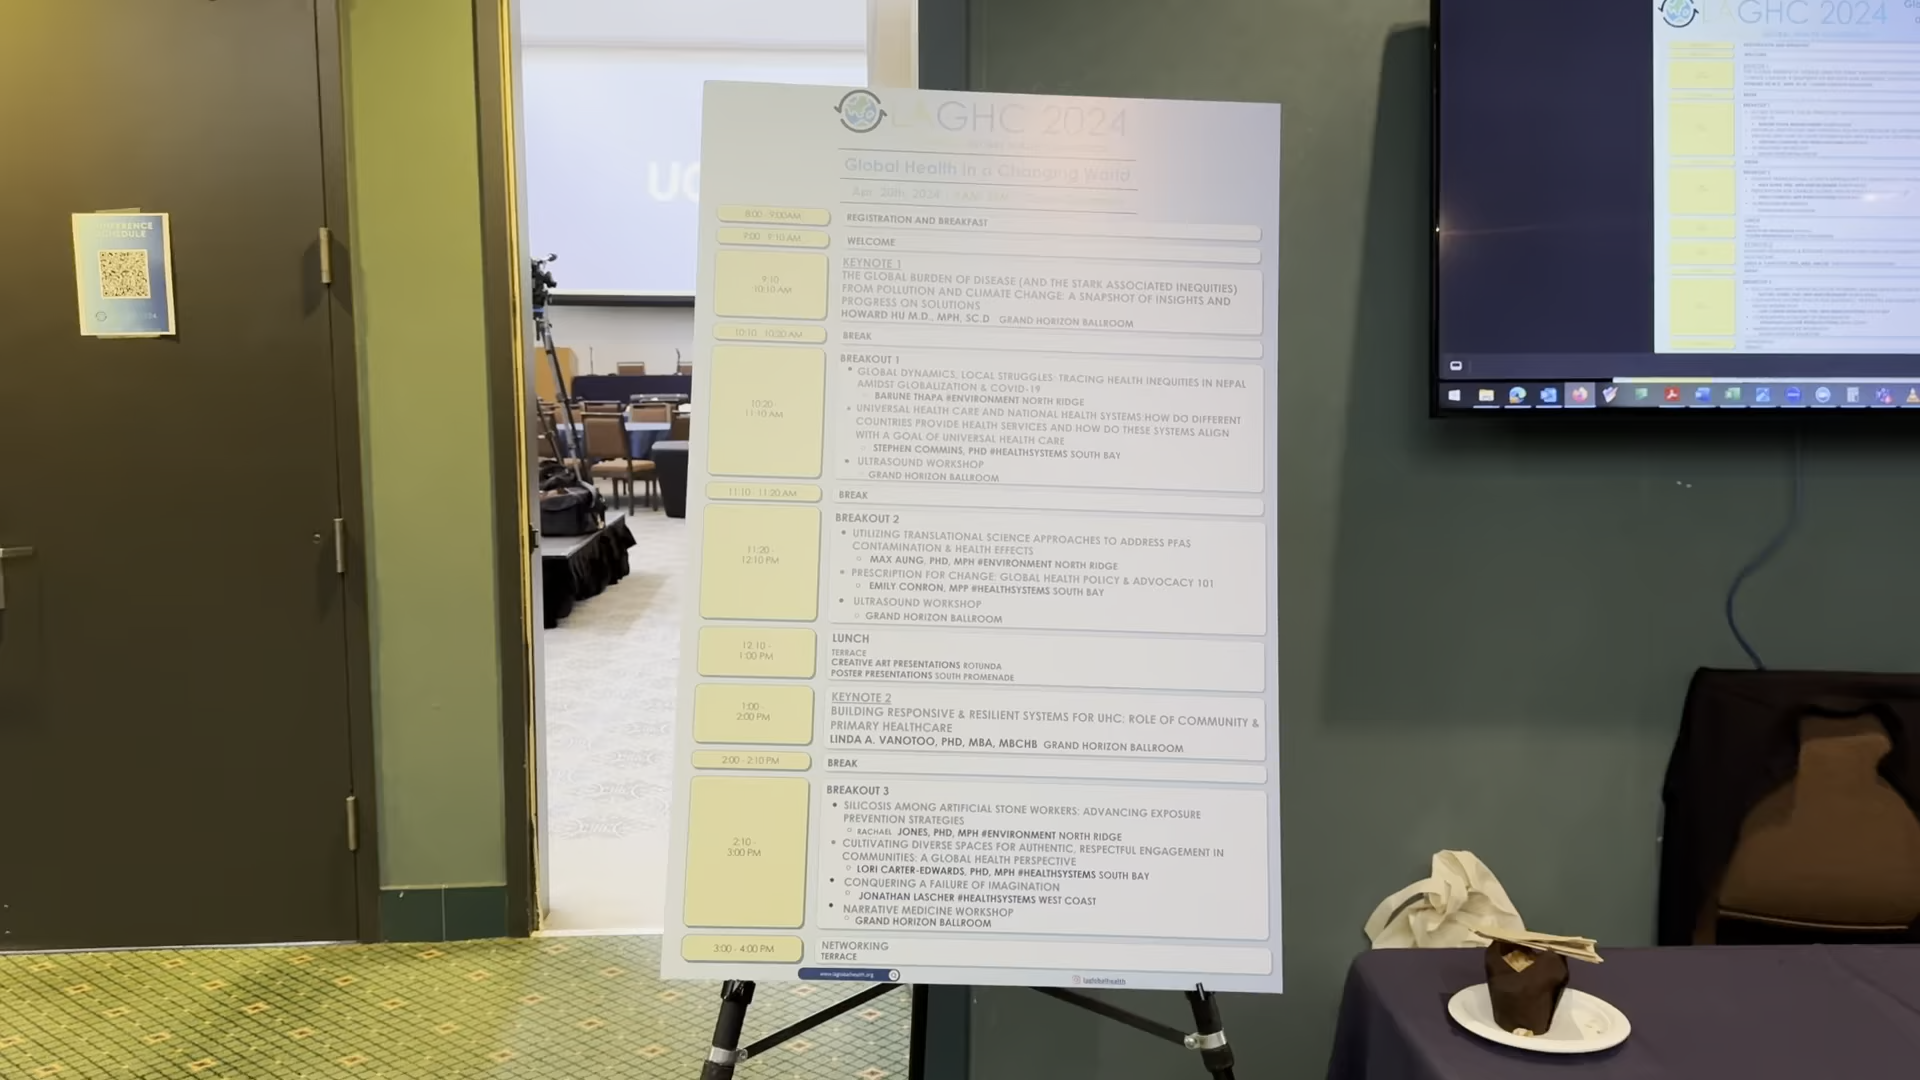 SCHEDULE
UC
LAGHC 2024
Global Health in a Changing World
Apr. 20th, 2024
8:00 - 9:00AM
REGISTRATION AND BREAKFAST
9:00 - 9:10 AM
WELCOME
9:10 -
10:10 AM
KEYNOTE 1
THE GLOBAL BURDEN OF DISEASE (AND THE STARK ASSOCIATED INEQUITIES)
FROM POLLUTION AND CLIMATE CHANGE: A SNAPSHOT OF INSIGHTS AND
PROGRESS ON SOLUTIONS
HOWARD HU M.D., MPH, SC.D GRAND HORIZON BALLROOM
10:10 - 10:20 AM
BREAK
10:20 -
11:10 AM
BREAKOUT 1
• GLOBAL DYNAMICS, LOCAL STRUGGLES: TRACING HEALTH INEQUITIES IN NEPAL
AMIDST GLOBALIZATION & COVID-19
○ BARUNE THAPA #ENVIRONMENT NORTH RIDGE
• UNIVERSAL HEALTH CARE AND NATIONAL HEALTH SYSTEMS:HOW DO DIFFERENT
COUNTRIES PROVIDE HEALTH SERVICES AND HOW DO THESE SYSTEMS ALIGN
WITH A GOAL OF UNIVERSAL HEALTH CARE
○ STEPHEN COMMINS, PHD #HEALTHSYSTEMS SOUTH BAY
• ULTRASOUND WORKSHOP
○ GRAND HORIZON BALLROOM
11:10 - 11:20 AM
BREAK
11:20 -
12:10 PM
BREAKOUT 2
• UTILIZING TRANSLATIONAL SCIENCE APPROACHES TO ADDRESS PFAS
CONTAMINATION & HEALTH EFFECTS
○ MAX AUNG, PHD, MPH #ENVIRONMENT NORTH RIDGE
• PRESCRIPTION FOR CHANGE: GLOBAL HEALTH POLICY & ADVOCACY 101
○ EMILY CONRON, MPP #HEALTHSYSTEMS SOUTH BAY
• ULTRASOUND WORKSHOP
○ GRAND HORIZON BALLROOM
12:10 -
1:00 PM
LUNCH
TERRACE
CREATIVE ART PRESENTATIONS ROTUNDA
POSTER PRESENTATIONS SOUTH PROMENADE
1:00 -
2:00 PM
KEYNOTE 2
BUILDING RESPONSIVE & RESILIENT SYSTEMS FOR UHC: ROLE OF COMMUNITY &
PRIMARY HEALTHCARE
LINDA A. VANOTOO, PHD, MBA, MBCHB GRAND HORIZON BALLROOM
2:00 - 2:10 PM
BREAK
2:10 -
3:00 PM
BREAKOUT 3
• SILICOSIS AMONG ARTIFICIAL STONE WORKERS: ADVANCING EXPOSURE
PREVENTION STRATEGIES
○ RACHAEL JONES, PHD, MPH #ENVIRONMENT NORTH RIDGE
• CULTIVATING DIVERSE SPACES FOR AUTHENTIC, RESPECTFUL ENGAGEMENT IN
COMMUNITIES: A GLOBAL HEALTH PERSPECTIVE
○ LORI CARTER-EDWARDS, PHD, MPH #HEALTHSYSTEMS SOUTH BAY
• CONQUERING A FAILURE OF IMAGINATION
○ JONATHAN LASCHER #HEALTHSYSTEMS WEST COAST
• NARRATIVE MEDICINE WORKSHOP
○ GRAND HORIZON BALLROOM
3:00 - 4:00 PM
NETWORKING
TERRACE
LAGHC 2024